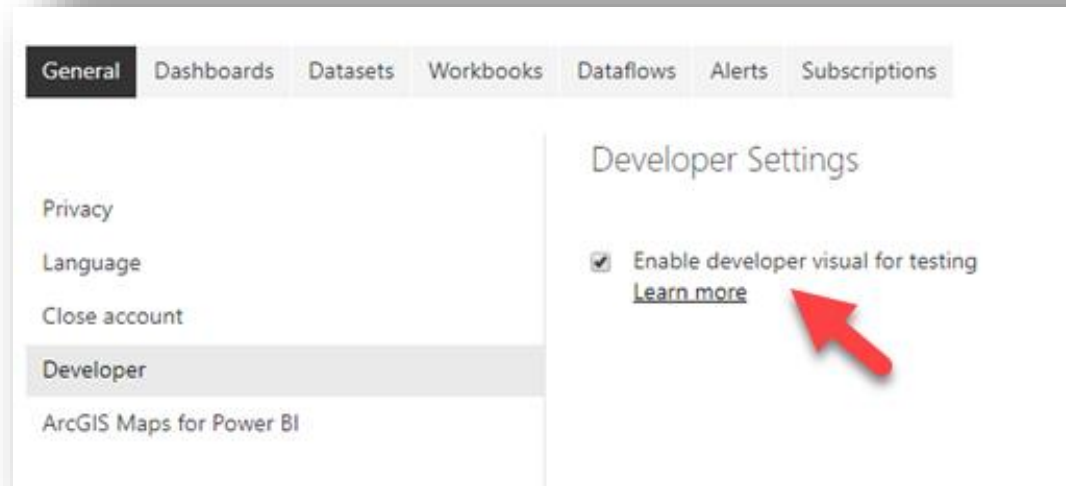 General Dashboards Datasets Workbooks Dataflows Alerts Subscriptions
Developer Settings
Privacy
Language
Close account
Developer
ArcGIS Maps for Power BI
Enable developer visual for testing
Learn more